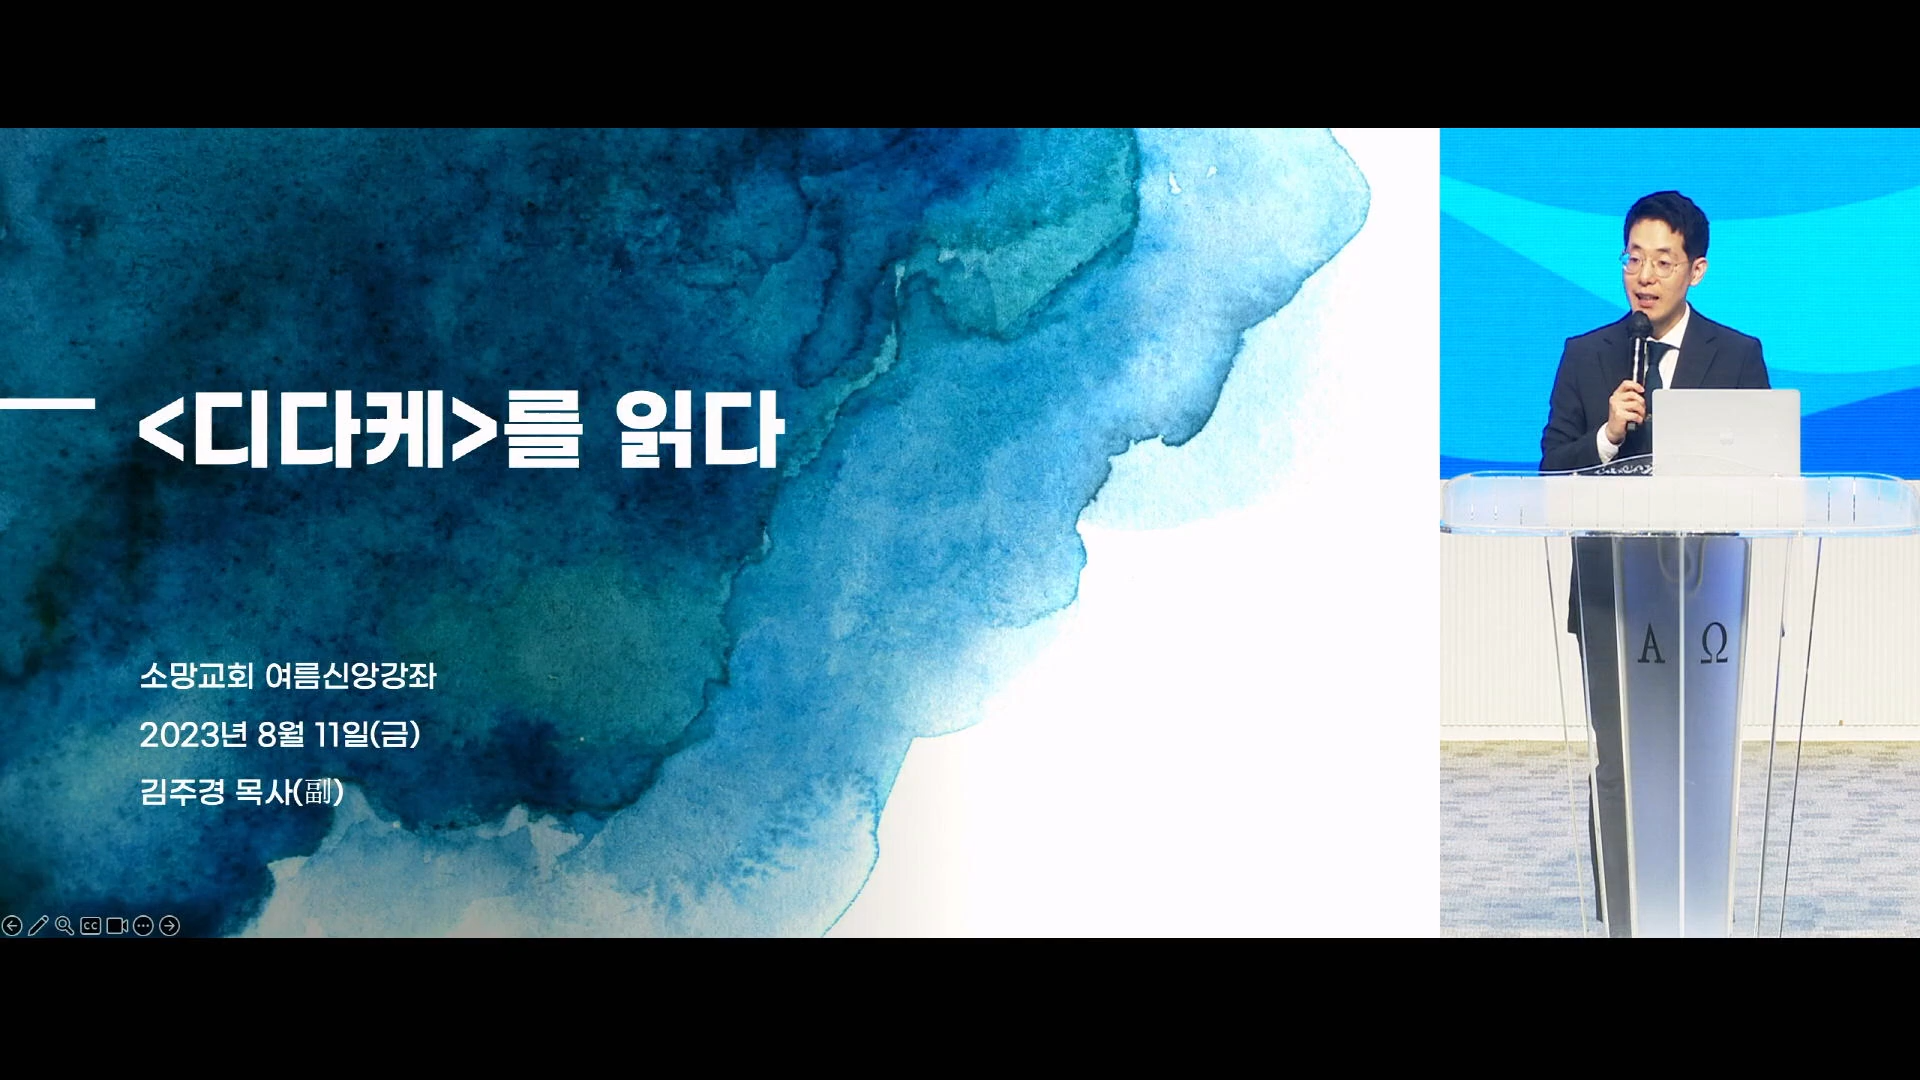 <디다케>를 읽다
소망교회 여름신앙강좌
2023년 8월 11일(금)
김주경 목사(副)
CC
Α Ω